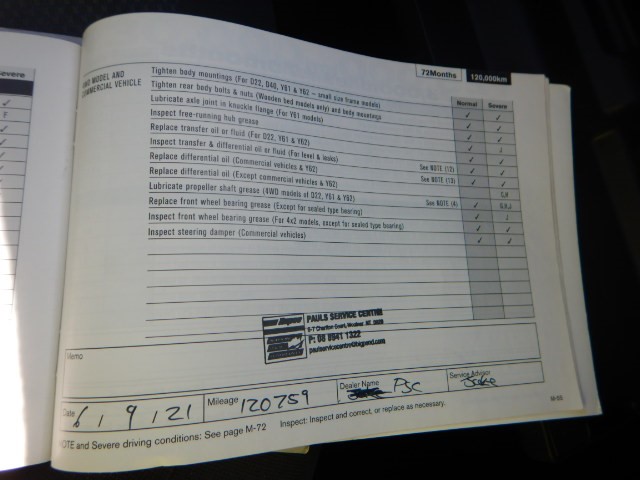 Severe
F
4WD MODEL AND
COMMERCIAL VEHICLE
72Months
120,000km
Normal Severe
Tighten body mountings (For D22, D40, Y61 & Y62 – small size frame models)
Tighten rear body bolts & nuts (Wooden bed models only) and body mountings
Lubricate axle joint in knuckle flange (For Y61 models)
Inspect free-running hub grease
Replace transfer oil or fluid (For D22, Y61 & Y62)
Inspect transfer & differential oil or fluid (For level & leaks)
Replace differential oil (Commercial vehicles & Y62) See NOTE (12)
Replace differential oil (Except commercial vehicles & Y62) See NOTE (13)
Lubricate propeller shaft grease (4WD models of D22, Y61 & Y62)
Replace front wheel bearing grease (Except for sealed type bearing) See NOTE (4)
Inspect front wheel bearing grease (For 4x2 models, except for sealed type bearing)
Inspect steering damper (Commercial vehicles)
PAULS SERVICE CENTRE
P: 08 8941 1322
paulsservicecentre@bigpond.com
Memo
Date 6 / 9 / 21 Mileage 120759 Dealer Name PSC Service Advisor Jake
NOTE and Severe driving conditions: See page M-72 Inspect: Inspect and correct, or replace as necessary.